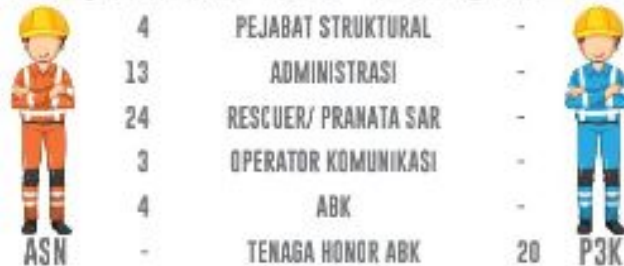 4 PEJABAT STRUKTURAL -
13 ADMINISTRASI -
24 RESCUER/ PRANATA SAR -
3 OPERATOR KOMUNIKASI -
4 ABK -
ASN - TENAGA HONOR ABK 20 P3K